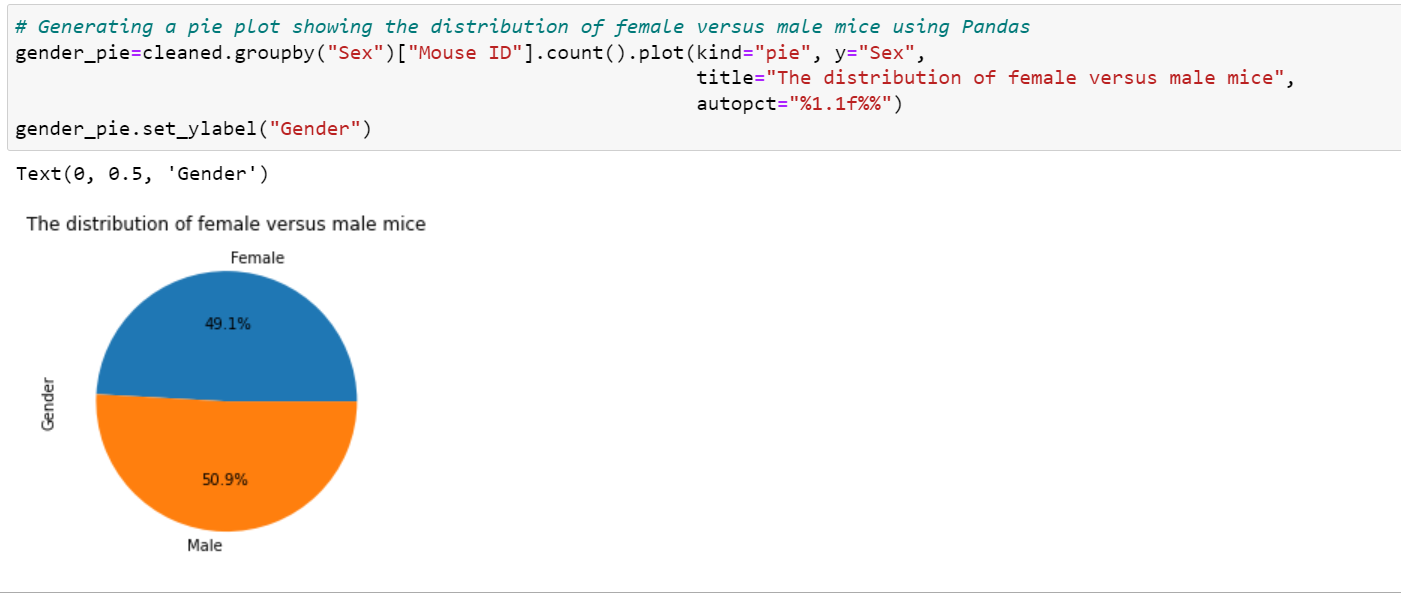 # Generating a pie plot showing the distribution of female versus male mice using Pandas
gender_pie=cleaned.groupby("Sex")["Mouse ID"].count().plot(kind="pie", y="Sex",
title="The distribution of female versus male mice",
autopct="%1.1f%%")
gender_pie.set_ylabel("Gender")
Text(0, 0.5, 'Gender')
The distribution of female versus male mice
Female
49.1%
Gender
50.9%
Male